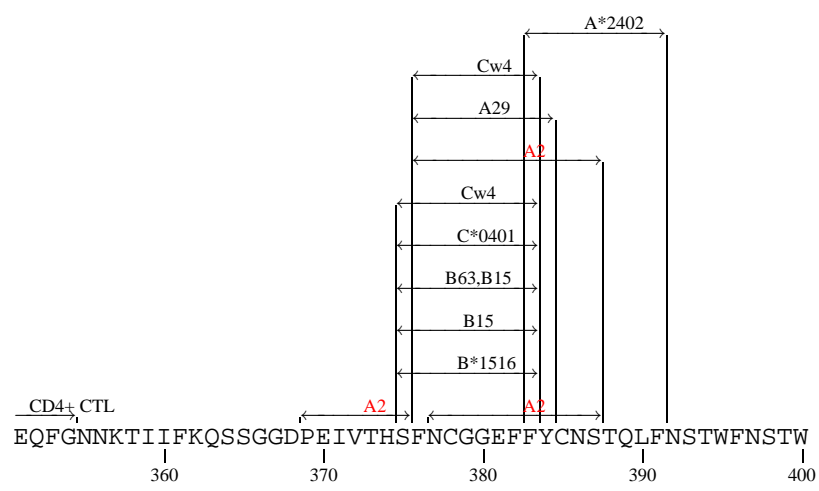 A*2402
Cw4
A29
A2
Cw4
C*0401
B63,B15
B15
B*1516
CD4+ CTL A2 A2
EQFGNNKTIIFKQSSGGDPEIVTHSFNCGGEFFYCNSTQLFNSTWFNSTW
360 370 380 390 400